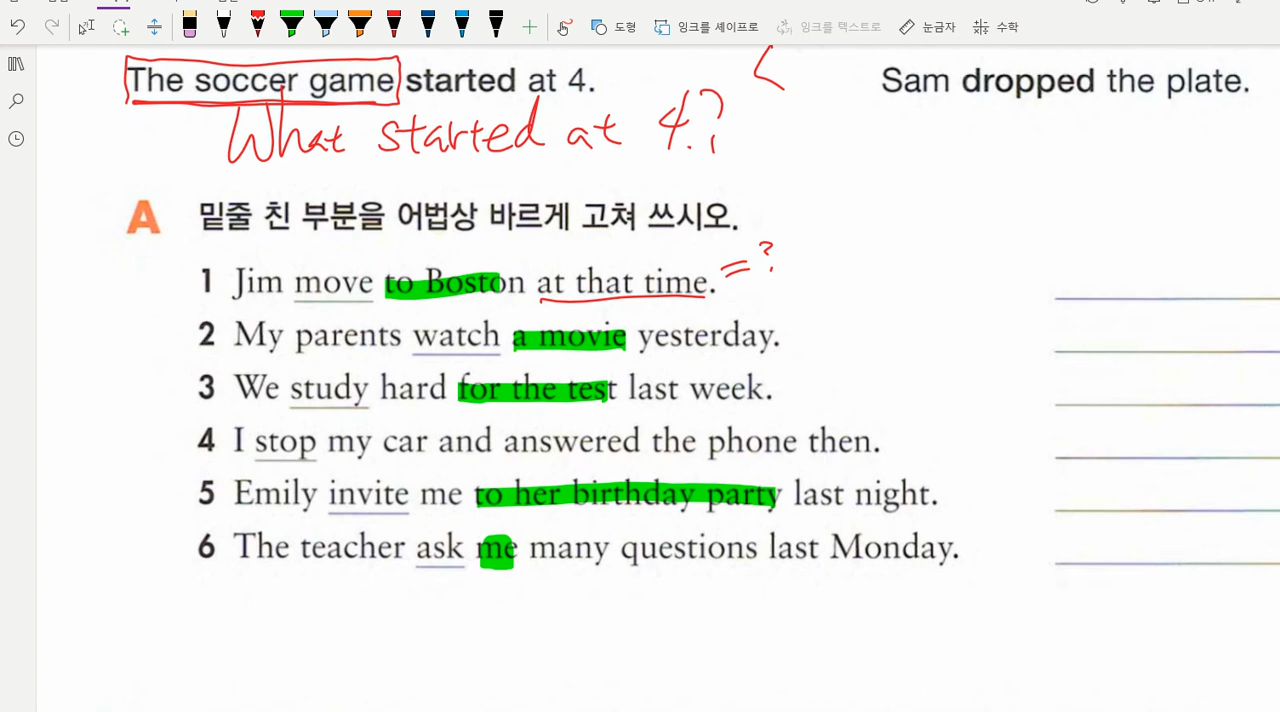 도형
잉크를 셰이프로
잉크를 텍스트로
눈금자
수학
The soccer game started at 4.
Sam dropped the plate.
What started at 4.?
A 밑줄 친 부분을 어법상 바르게 고쳐 쓰시오.
1 Jim move to Boston at that time. = ?
2 My parents watch a movie yesterday.
3 We study hard for the test last week.
4 I stop my car and answered the phone then.
5 Emily invite me to her birthday party last night.
6 The teacher ask me many questions last Monday.